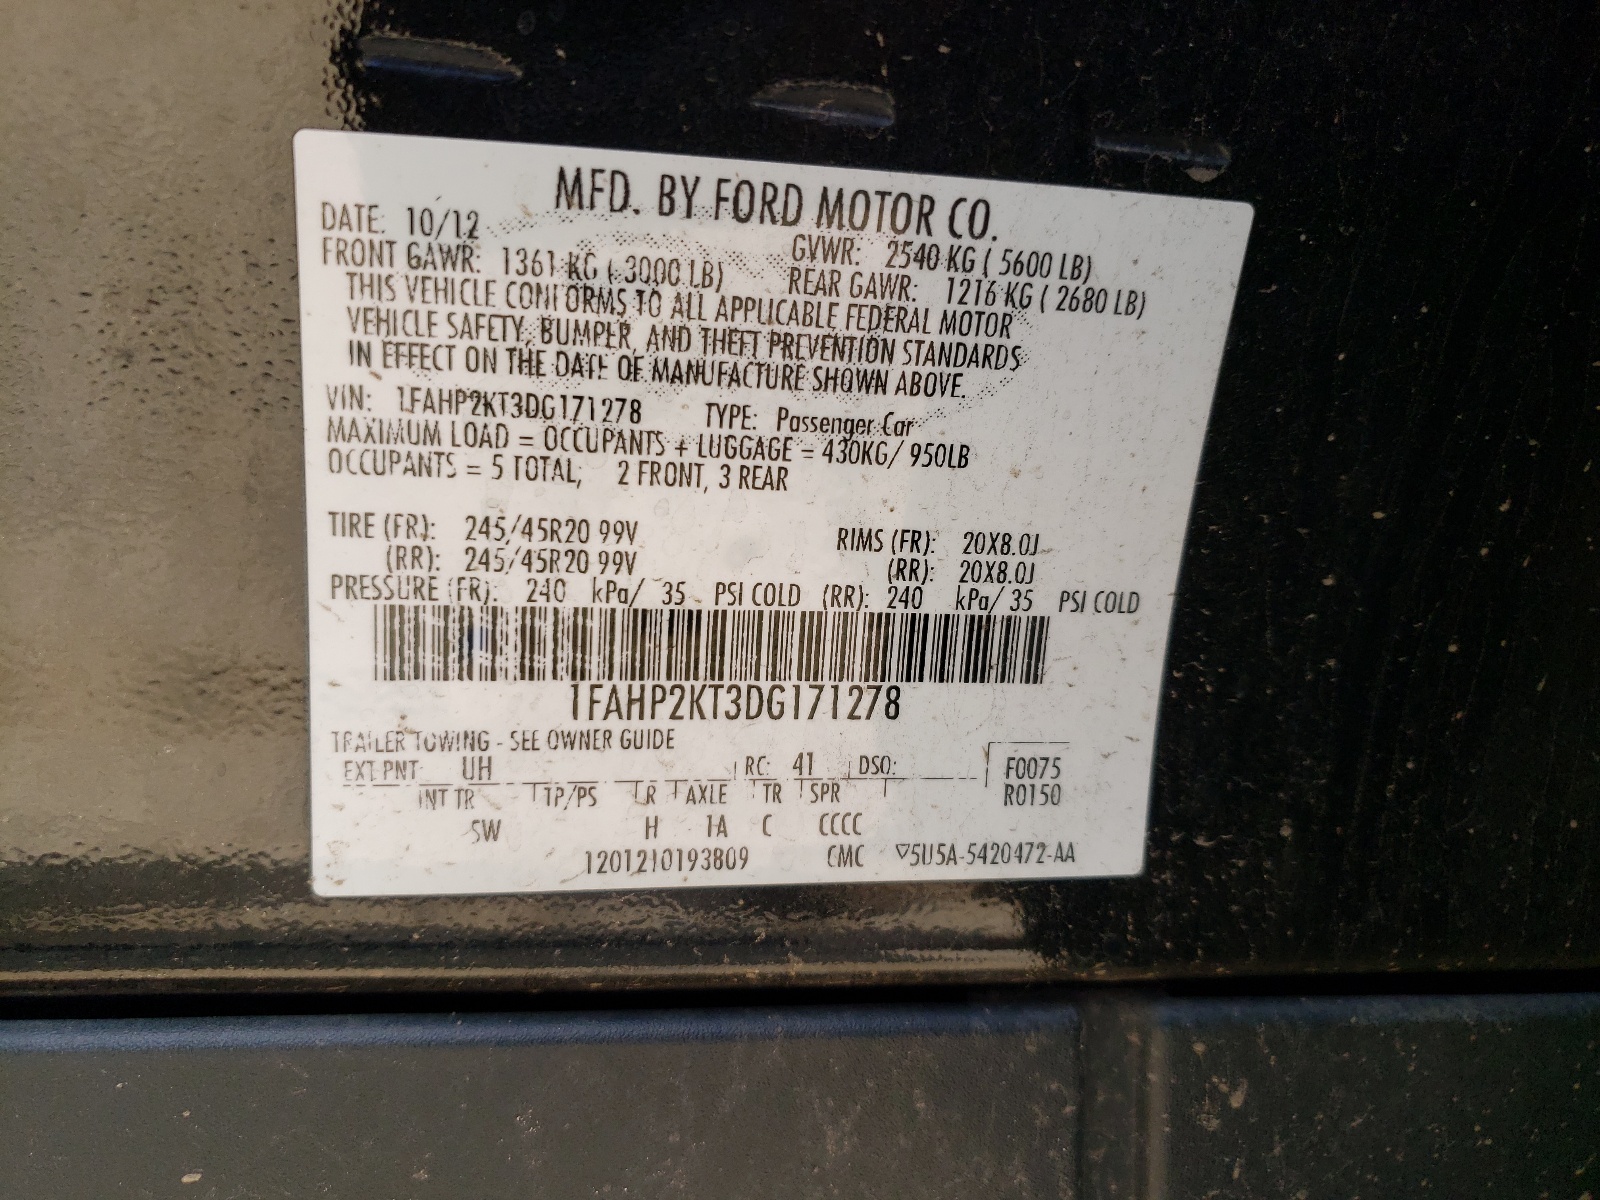 MFD. BY FORD MOTOR CO.
DATE: 10/12 GVWR: 2540 KG ( 5600 LB)
FRONT GAWR: 1361 KG ( 3000 LB) REAR GAWR: 1216 KG ( 2680 LB)
THIS VEHICLE CONFORMS TO ALL APPLICABLE FEDERAL MOTOR
VEHICLE SAFETY, BUMPER, AND THEFT PREVENTION STANDARDS
IN EFFECT ON THE DATE OF MANUFACTURE SHOWN ABOVE.
VIN: 1FAHP2KT3DG171278 TYPE: Passenger Car
MAXIMUM LOAD = OCCUPANTS + LUGGAGE = 430KG/ 950LB
OCCUPANTS = 5 TOTAL, 2 FRONT, 3 REAR
TIRE (FR): 245/45R20 99V RIMS (FR): 20X8.0J
(RR): 245/45R20 99V (RR): 20X8.0J
PRESSURE (FR): 240 kPa/ 35 PSI COLD (RR): 240 kPa/ 35 PSI COLD
1FAHP2KT3DG171278
TRAILER TOWING - SEE OWNER GUIDE
EXT PNT: UH RC: 41 DSO: F0075
INT TR TP/PS R AXLE TR SPR R0150
SW H 1A C CCCC
1201210193809 CMC ▽5U5A-5420472-AA